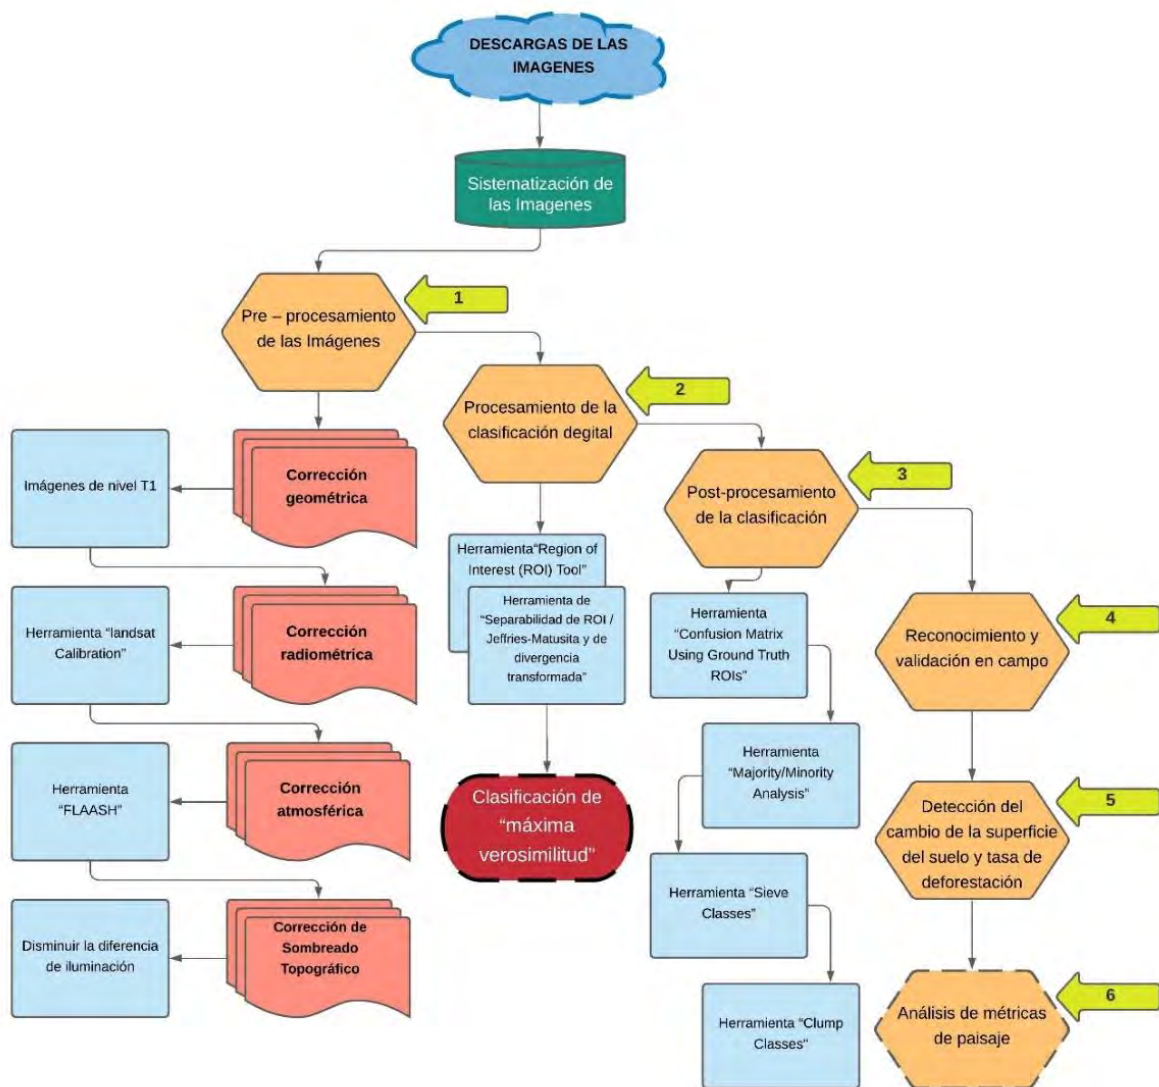 DESCARGAS DE LAS
IMAGENES
Sistematización de
las Imagenes
1
Pre – procesamiento
de las Imágenes
2
Procesamiento de la
clasificación degital
3
Post-procesamiento
de la clasificación
4
Reconocimiento y
validación en campo
5
Detección del
cambio de la superficie
del suelo y tasa de
deforestación
6
Análisis de métricas
de paisaje
Corrección
geométrica
Imágenes de nivel T1
Corrección
radiométrica
Herramienta “landsat
Calibration”
Corrección
atmosférica
Herramienta
“FLAASH”
Corrección de
Sombreado
Topográfico
Disminuir la diferencia
de iluminación
Herramienta“Region of
Interest (ROI) Tool”
Herramienta de
“Separabilidad de ROI /
Jeffries-Matusita y de
divergencia
transformada”
Clasificación de
“máxima
verosimilitud”
Herramienta
“Confusion Matrix
Using Ground Truth
ROIs”
Herramienta
“Majority/Minority
Analysis”
Herramienta “Sieve
Classes”
Herramienta “Clump
Classes”